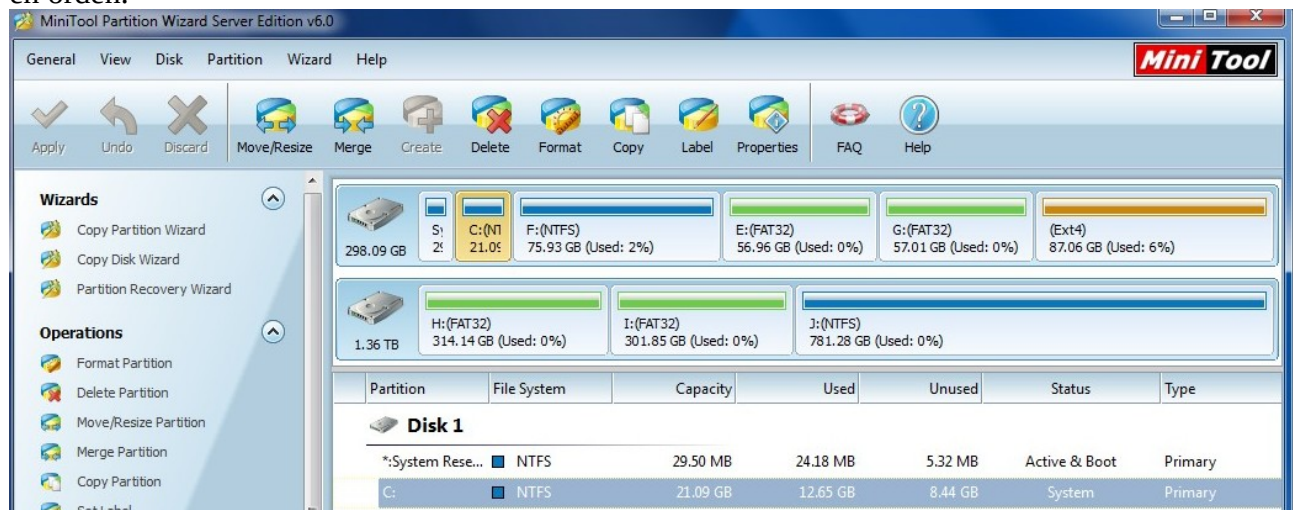 en orden.
MiniTool Partition Wizard Server Edition v6.0
General View Disk Partition Wizard Help
Mini Tool
Apply Undo Discard Move/Resize Merge Create Delete Format Copy Label Properties FAQ Help
Wizards
Copy Partition Wizard
Copy Disk Wizard
Partition Recovery Wizard
Operations
Format Partition
Delete Partition
Move/Resize Partition
Merge Partition
Copy Partition
298.09 GB
C:(NT
21.09
F:(NTFS)
75.93 GB (Used: 2%)
E:(FAT32)
56.96 GB (Used: 0%)
G:(FAT32)
57.01 GB (Used: 0%)
(Ext4)
87.06 GB (Used: 6%)
1.36 TB
H:(FAT32)
314.14 GB (Used: 0%)
I:(FAT32)
301.85 GB (Used: 0%)
J:(NTFS)
781.28 GB (Used: 0%)
Partition File System Capacity Used Unused Status Type
Disk 1
*:System Rese... NTFS 29.50 MB 24.18 MB 5.32 MB Active & Boot Primary
C: NTFS 21.09 GB 12.65 GB 8.44 GB System Primary